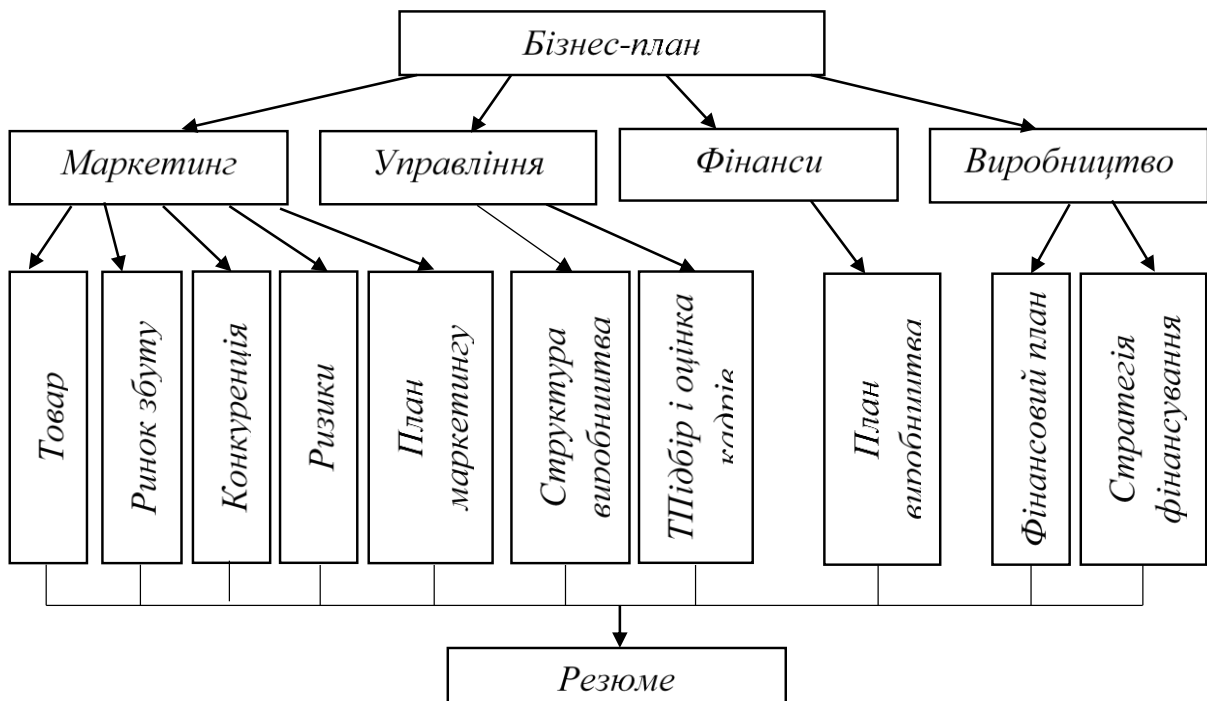 Бізнес-план
Маркетинг
Управління
Фінанси
Виробництво
Товар
Ринок збуту
Конкуренція
Ризики
План
маркетингу
Структура
виробництва
ТПідбір і оцінка
кадрів
План
виробництва
Фінансовий план
Стратегія
фінансування
Резюме